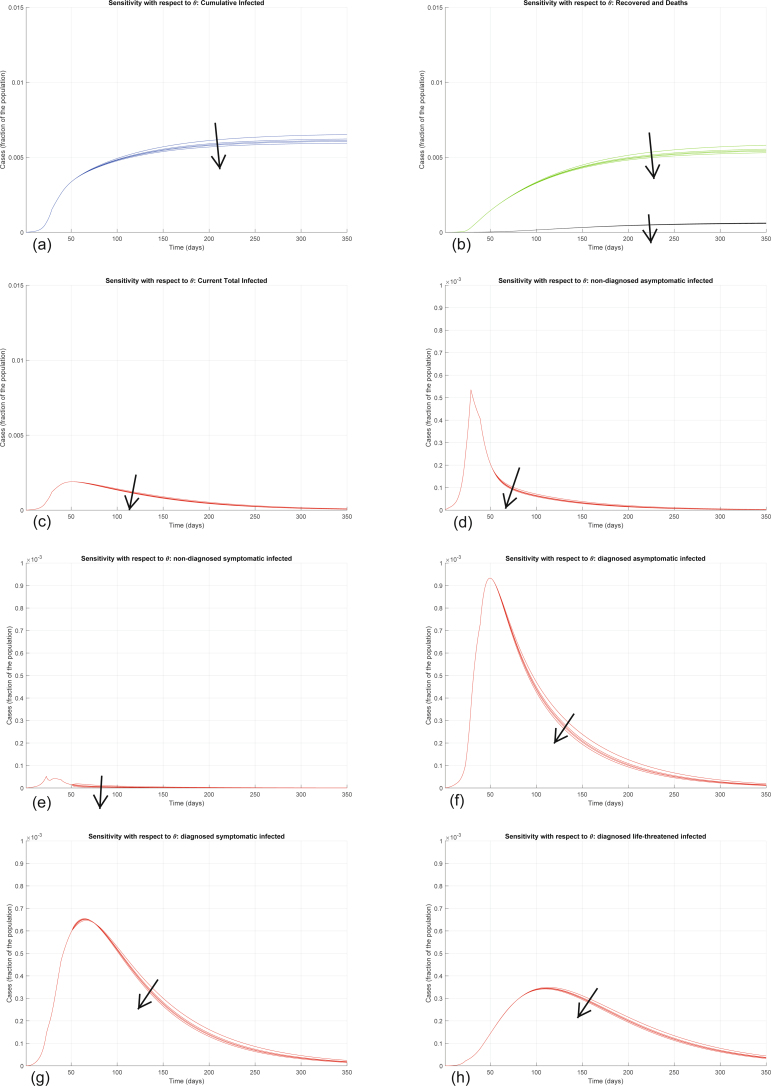 Sensitivity with respect to θ: Cumulative Infected
Cases (fraction of the population)
0.015
0.01
0.005
0
50 100 150 200 250 300 350
Time (days)
(a)
Sensitivity with respect to θ: Recovered and Deaths
Cases (fraction of the population)
0.015
0.01
0.005
0
50 100 150 200 250 300 350
Time (days)
(b)
Sensitivity with respect to θ: Current Total Infected
Cases (fraction of the population)
0.015
0.01
0.005
0
50 100 150 200 250 300 350
Time (days)
(c)
Sensitivity with respect to θ: non-diagnosed asymptomatic infected
×10⁻³
Cases (fraction of the population)
1
0.9
0.8
0.7
0.6
0.5
0.4
0.3
0.2
0.1
0
50 100 150 200 250 300 350
Time (days)
(d)
Sensitivity with respect to θ: non-diagnosed symptomatic infected
×10⁻³
Cases (fraction of the population)
1
0.9
0.8
0.7
0.6
0.5
0.4
0.3
0.2
0.1
0
50 100 150 200 250 300 350
Time (days)
(e)
Sensitivity with respect to θ: diagnosed asymptomatic infected
×10⁻³
Cases (fraction of the population)
1
0.9
0.8
0.7
0.6
0.5
0.4
0.3
0.2
0.1
0
50 100 150 200 250 300 350
Time (days)
(f)
Sensitivity with respect to θ: diagnosed symptomatic infected
×10⁻³
Cases (fraction of the population)
1
0.9
0.8
0.7
0.6
0.5
0.4
0.3
0.2
0.1
0
50 100 150 200 250 300 350
Time (days)
(g)
Sensitivity with respect to θ: diagnosed life-threatened infected
×10⁻³
Cases (fraction of the population)
1
0.9
0.8
0.7
0.6
0.5
0.4
0.3
0.2
0.1
0
50 100 150 200 250 300 350
Time (days)
(h)